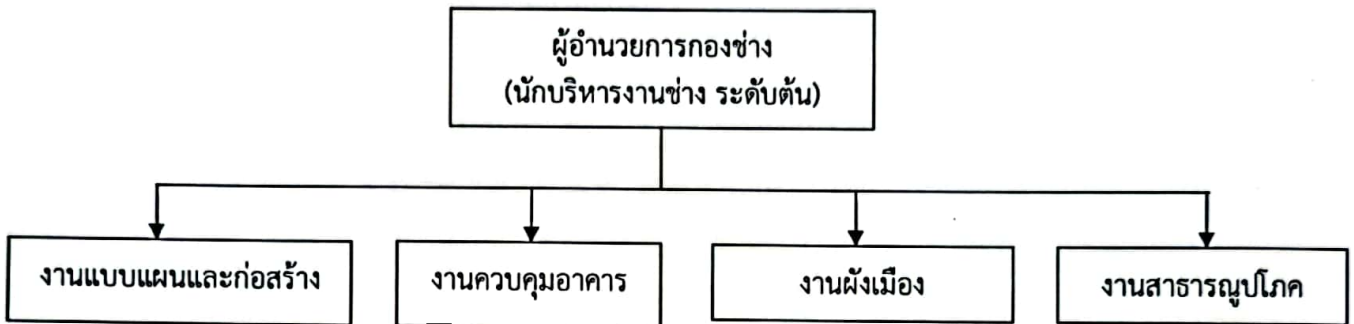 ผู้อำนวยการกองช่าง
(นักบริหารงานช่าง ระดับต้น)
งานแบบแผนและก่อสร้าง
งานควบคุมอาคาร
งานผังเมือง
งานสาธารณูปโภค